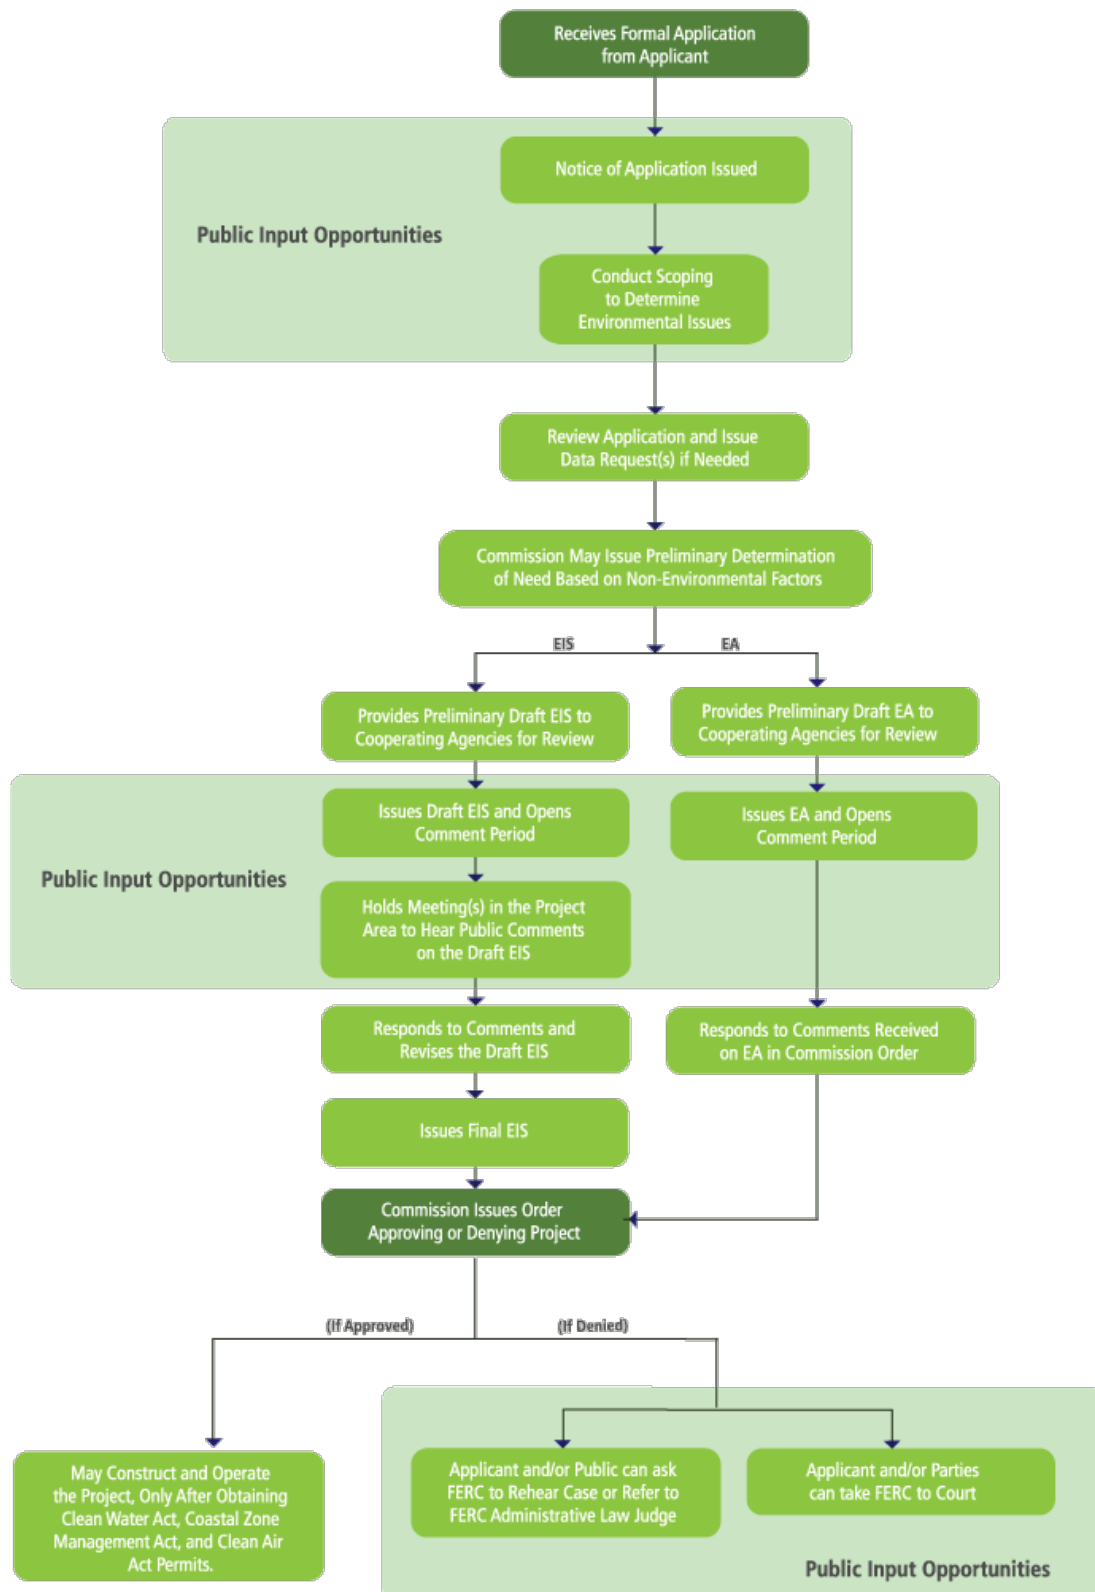 Receives Formal Application
from Applicant
Notice of Application Issued
Public Input Opportunities
Conduct Scoping
to Determine
Environmental Issues
Review Application and Issue
Data Request(s) if Needed
Commission May Issue Preliminary Determination
of Need Based on Non-Environmental Factors
EIS
EA
Provides Preliminary Draft EIS to
Cooperating Agencies for Review
Provides Preliminary Draft EA to
Cooperating Agencies for Review
Issues Draft EIS and Opens
Comment Period
Issues EA and Opens
Comment Period
Public Input Opportunities
Holds Meeting(s) in the Project
Area to Hear Public Comments
on the Draft EIS
Responds to Comments and
Revises the Draft EIS
Responds to Comments Received
on EA in Commission Order
Issues Final EIS
Commission Issues Order
Approving or Denying Project
(If Approved)
(If Denied)
May Construct and Operate
the Project, Only After Obtaining
Clean Water Act, Coastal Zone
Management Act, and Clean Air
Act Permits.
Applicant and/or Public can ask
FERC to Rehear Case or Refer to
FERC Administrative Law Judge
Applicant and/or Parties
can take FERC to Court
Public Input Opportunities